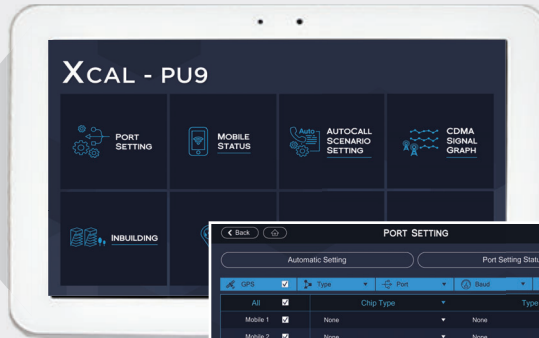 XCAL - PU9
PORT
SETTING
MOBILE
STATUS
Auto
AUTOCALL
SCENARIO
SETTING
CDMA
SIGNAL
GRAPH
INBUILDING
Back
PORT SETTING
Automatic Setting
Port Setting Statu
GPS
Type
Port
Baud
All
Chip Type
Type
Mobile 1
None
None
Mobile 2
None
None